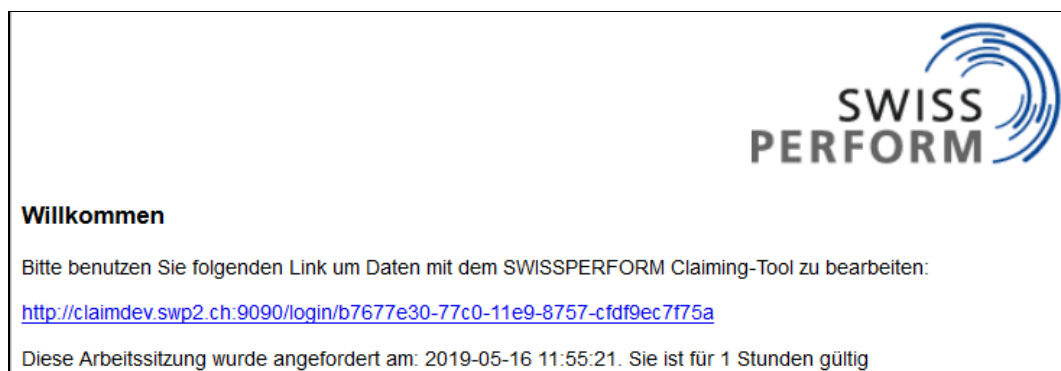 SWISS
PERFORM
Willkommen
Bitte benutzen Sie folgenden Link um Daten mit dem SWISSPERFORM Claiming-Tool zu bearbeiten:
http://claimdev.swp2.ch:9090/login/b7677e30-77c0-11e9-8757-cfdf9ec7f75a
Diese Arbeitssitzung wurde angefordert am: 2019-05-16 11:55:21. Sie ist für 1 Stunden gültig